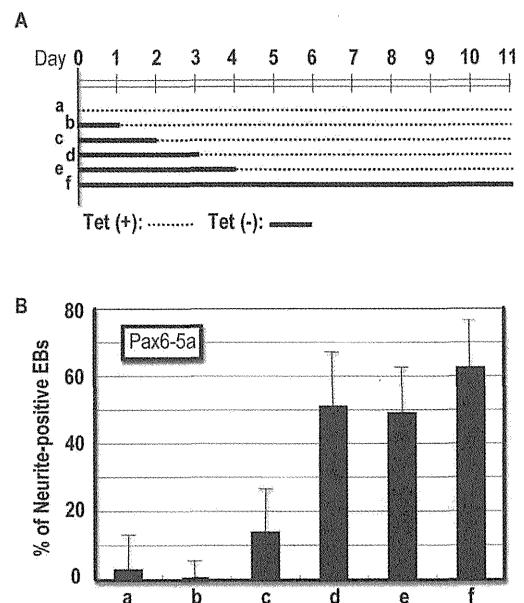 A
Day 0 1 2 3 4 5 6 7 8 9 10 11
a
b
c
d
e
f
Tet (+): Tet (-):
B
Pax6-5a
% of Neurite-positive EBs
80
60
40
20
0
a b c d e f